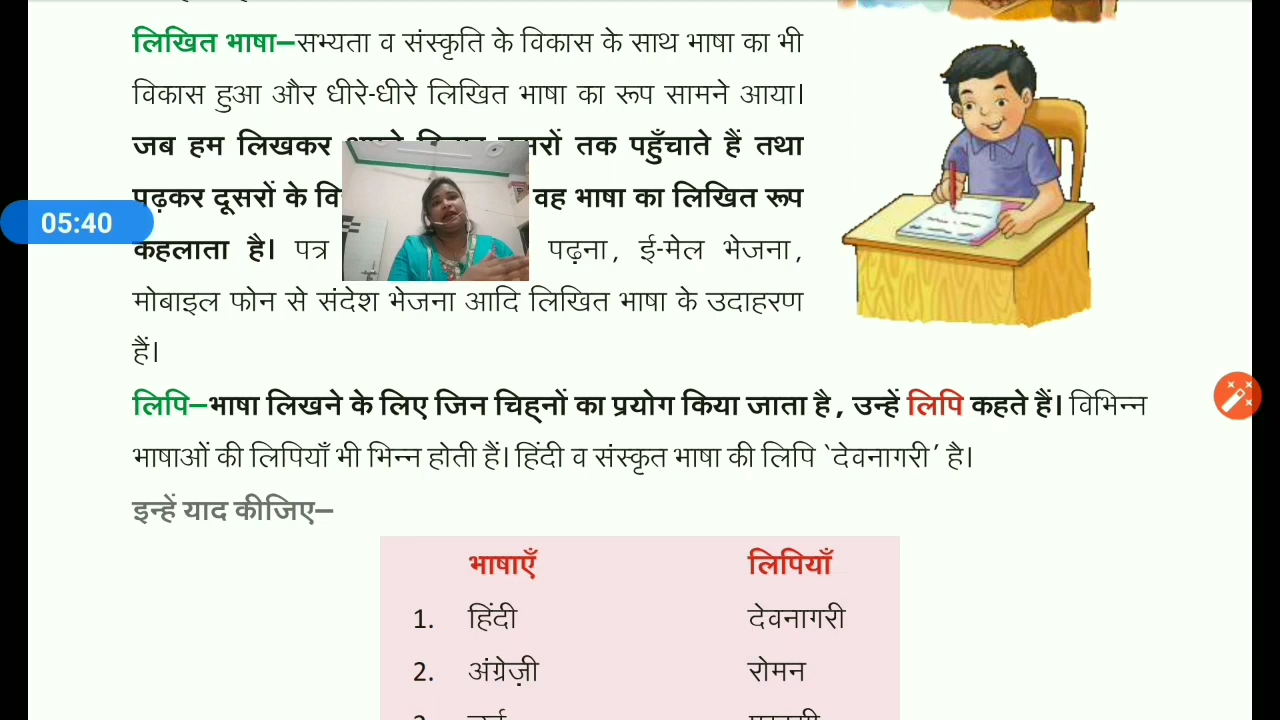 लिखित भाषा—सभ्यता व संस्कृति के विकास के साथ भाषा का भी
विकास हुआ और धीरे-धीरे लिखित भाषा का रूप सामने आया।
जब हम लिखकर दूसरों तक पहुँचाते हैं तथा
पढ़कर दूसरों के वह भाषा का लिखित रूप
05:40
कहलाता है। पत्र पढ़ना, ई-मेल भेजना,
मोबाइल फोन से संदेश भेजना आदि लिखित भाषा के उदाहरण
हैं।
लिपि—भाषा लिखने के लिए जिन चिह्नों का प्रयोग किया जाता है, उन्हें लिपि कहते हैं। विभिन्न
भाषाओं की लिपियाँ भी भिन्न होती हैं। हिंदी व संस्कृत भाषा की लिपि ‘देवनागरी’ है।
इन्हें याद कीजिए—
भाषाएँ लिपियाँ
1. हिंदी देवनागरी
2. अंग्रेज़ी रोमन